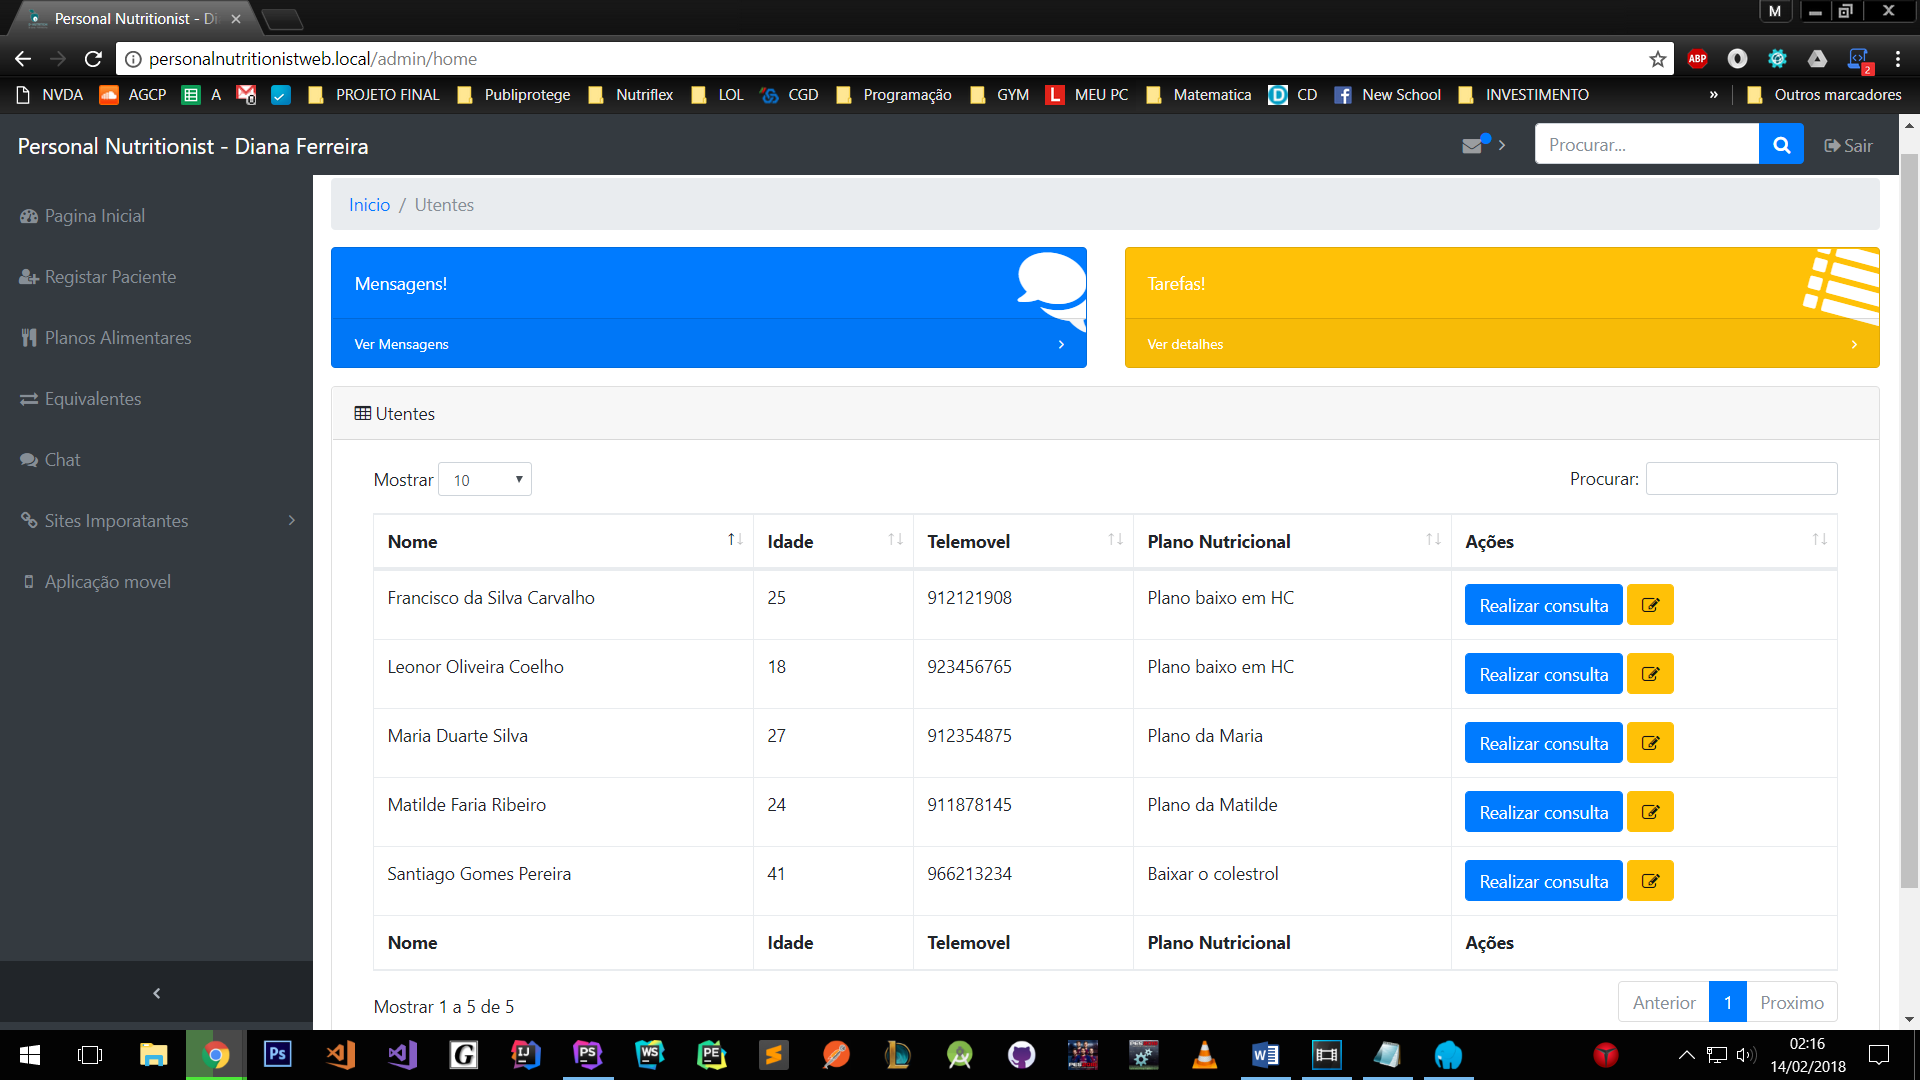 Personal Nutritionist - Di
M
personalnutritionistweb.local/admin/home
ABP
2
NVDA AGCP A PROJETO FINAL Publiprotege Nutriflex LOL CGD Programação GYM L MEU PC Matematica D CD New School INVESTIMENTO » Outros marcadores
Personal Nutritionist - Diana Ferreira
Procurar...
Sair
Pagina Inicial
Registar Paciente
Planos Alimentares
Equivalentes
Chat
Sites Imporatantes
Aplicação movel
Inicio / Utentes
Mensagens!
Ver Mensagens
Tarefas!
Ver detalhes
Utentes
Mostrar 10
Procurar:
Nome Idade Telemovel Plano Nutricional Ações
Francisco da Silva Carvalho 25 912121908 Plano baixo em HC Realizar consulta
Leonor Oliveira Coelho 18 923456765 Plano baixo em HC Realizar consulta
Maria Duarte Silva 27 912354875 Plano da Maria Realizar consulta
Matilde Faria Ribeiro 24 911878145 Plano da Matilde Realizar consulta
Santiago Gomes Pereira 41 966213234 Baixar o colestrol Realizar consulta
Nome Idade Telemovel Plano Nutricional Ações
Mostrar 1 a 5 de 5
Anterior 1 Proximo
Ps G IJ PS WS PE S W
02:16
14/02/2018